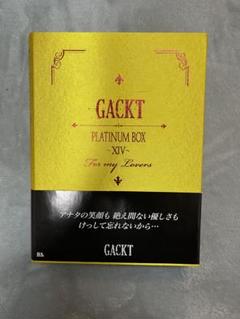 GACKT
PLATINUM BOX
~XIV~
For my Lovers
アナタの笑顔も 絶え間ない優しさも
けっして忘れないから…
GACKT